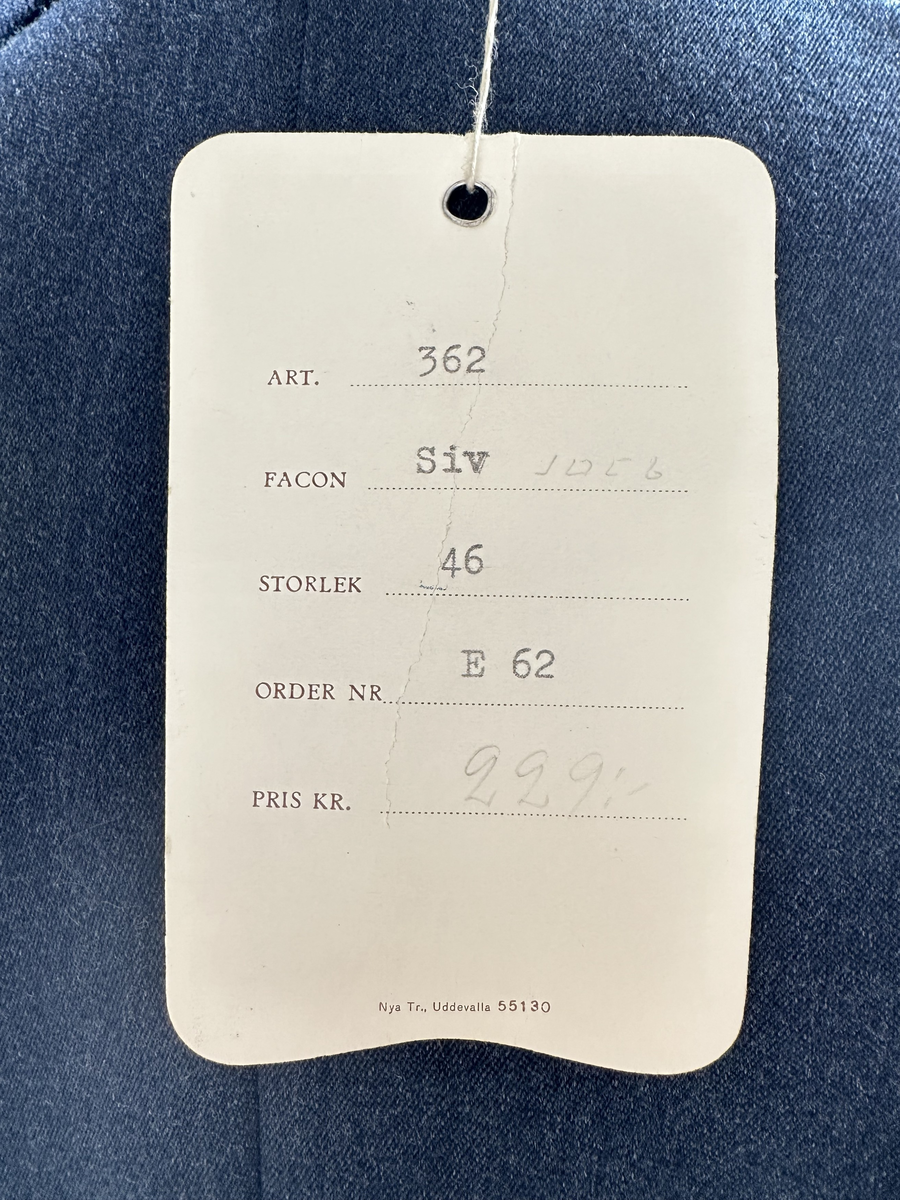 ART. 362
FACON Siv
STORLEK 46
ORDER NR. E 62
PRIS KR. 229:-
Nya Tr., Uddevalla 55130